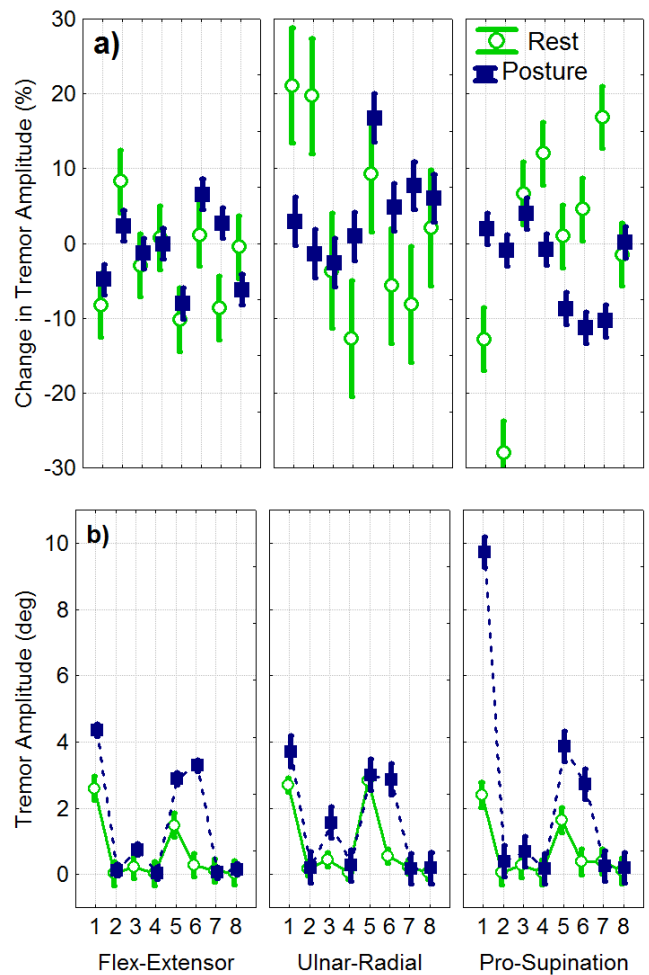 a)
Rest
Posture
Change in Tremor Amplitude (%)
30
20
10
0
-10
-20
-30
b)
Tremor Amplitude (deg)
10
8
6
4
2
0
1 2 3 4 5 6 7 8 1 2 3 4 5 6 7 8 1 2 3 4 5 6 7 8
Flex-Extensor Ulnar-Radial Pro-Supination